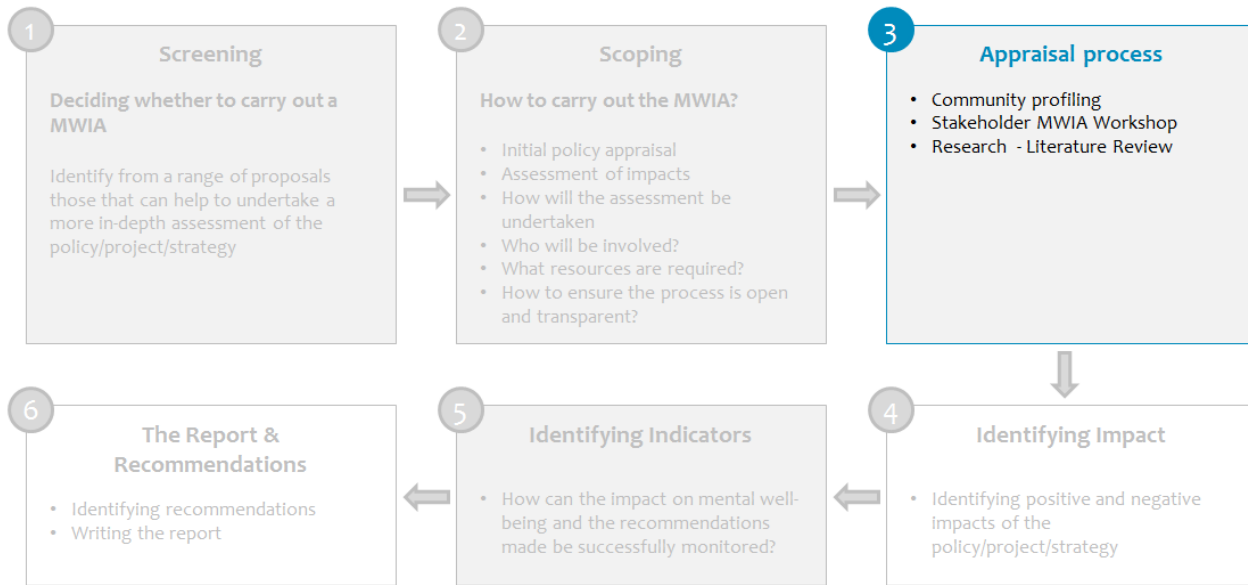 1
Screening
Deciding whether to carry out a
MWIA
Identify from a range of proposals
those that can help to undertake a
more in-depth assessment of the
policy/project/strategy
2
Scoping
How to carry out the MWIA?
• Initial policy appraisal
• Assessment of impacts
• How will the assessment be
undertaken
• Who will be involved?
• What resources are required?
• How to ensure the process is open
and transparent?
3
Appraisal process
• Community profiling
• Stakeholder MWIA Workshop
• Research - Literature Review
4
Identifying Impact
• Identifying positive and negative
impacts of the
policy/project/strategy
5
Identifying Indicators
• How can the impact on mental well-
being and the recommendations
made be successfully monitored?
6
The Report &
Recommendations
• Identifying recommendations
• Writing the report